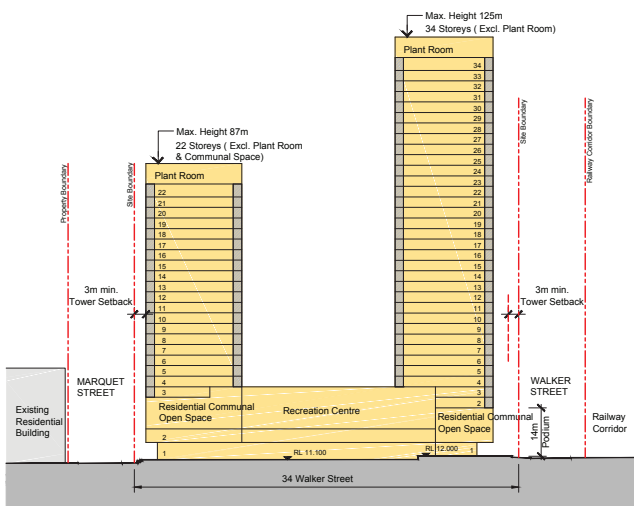 Max. Height 125m
34 Storeys ( Excl. Plant Room)
Plant Room
34
33
32
31
30
29
28
27
26
25
24
23
22
21
20
19
18
17
16
15
14
13
12
11
10
9
8
7
6
5
4
3
2
1
Max. Height 87m
22 Storeys ( Excl. Plant Room
& Communal Space)
Plant Room
22
21
20
19
18
17
16
15
14
13
12
11
10
9
8
7
6
5
4
3
2
1
Property Boundary
Site Boundary
Site Boundary
Railway Corridor Boundary
3m min.
Tower Setback
3m min.
Tower Setback
MARQUET
STREET
WALKER
STREET
Existing
Residential
Building
Residential Communal
Open Space
Recreation Centre
Residential Communal
Open Space
14m
Podium
Railway
Corridor
RL 11.100
RL 12.000
34 Walker Street